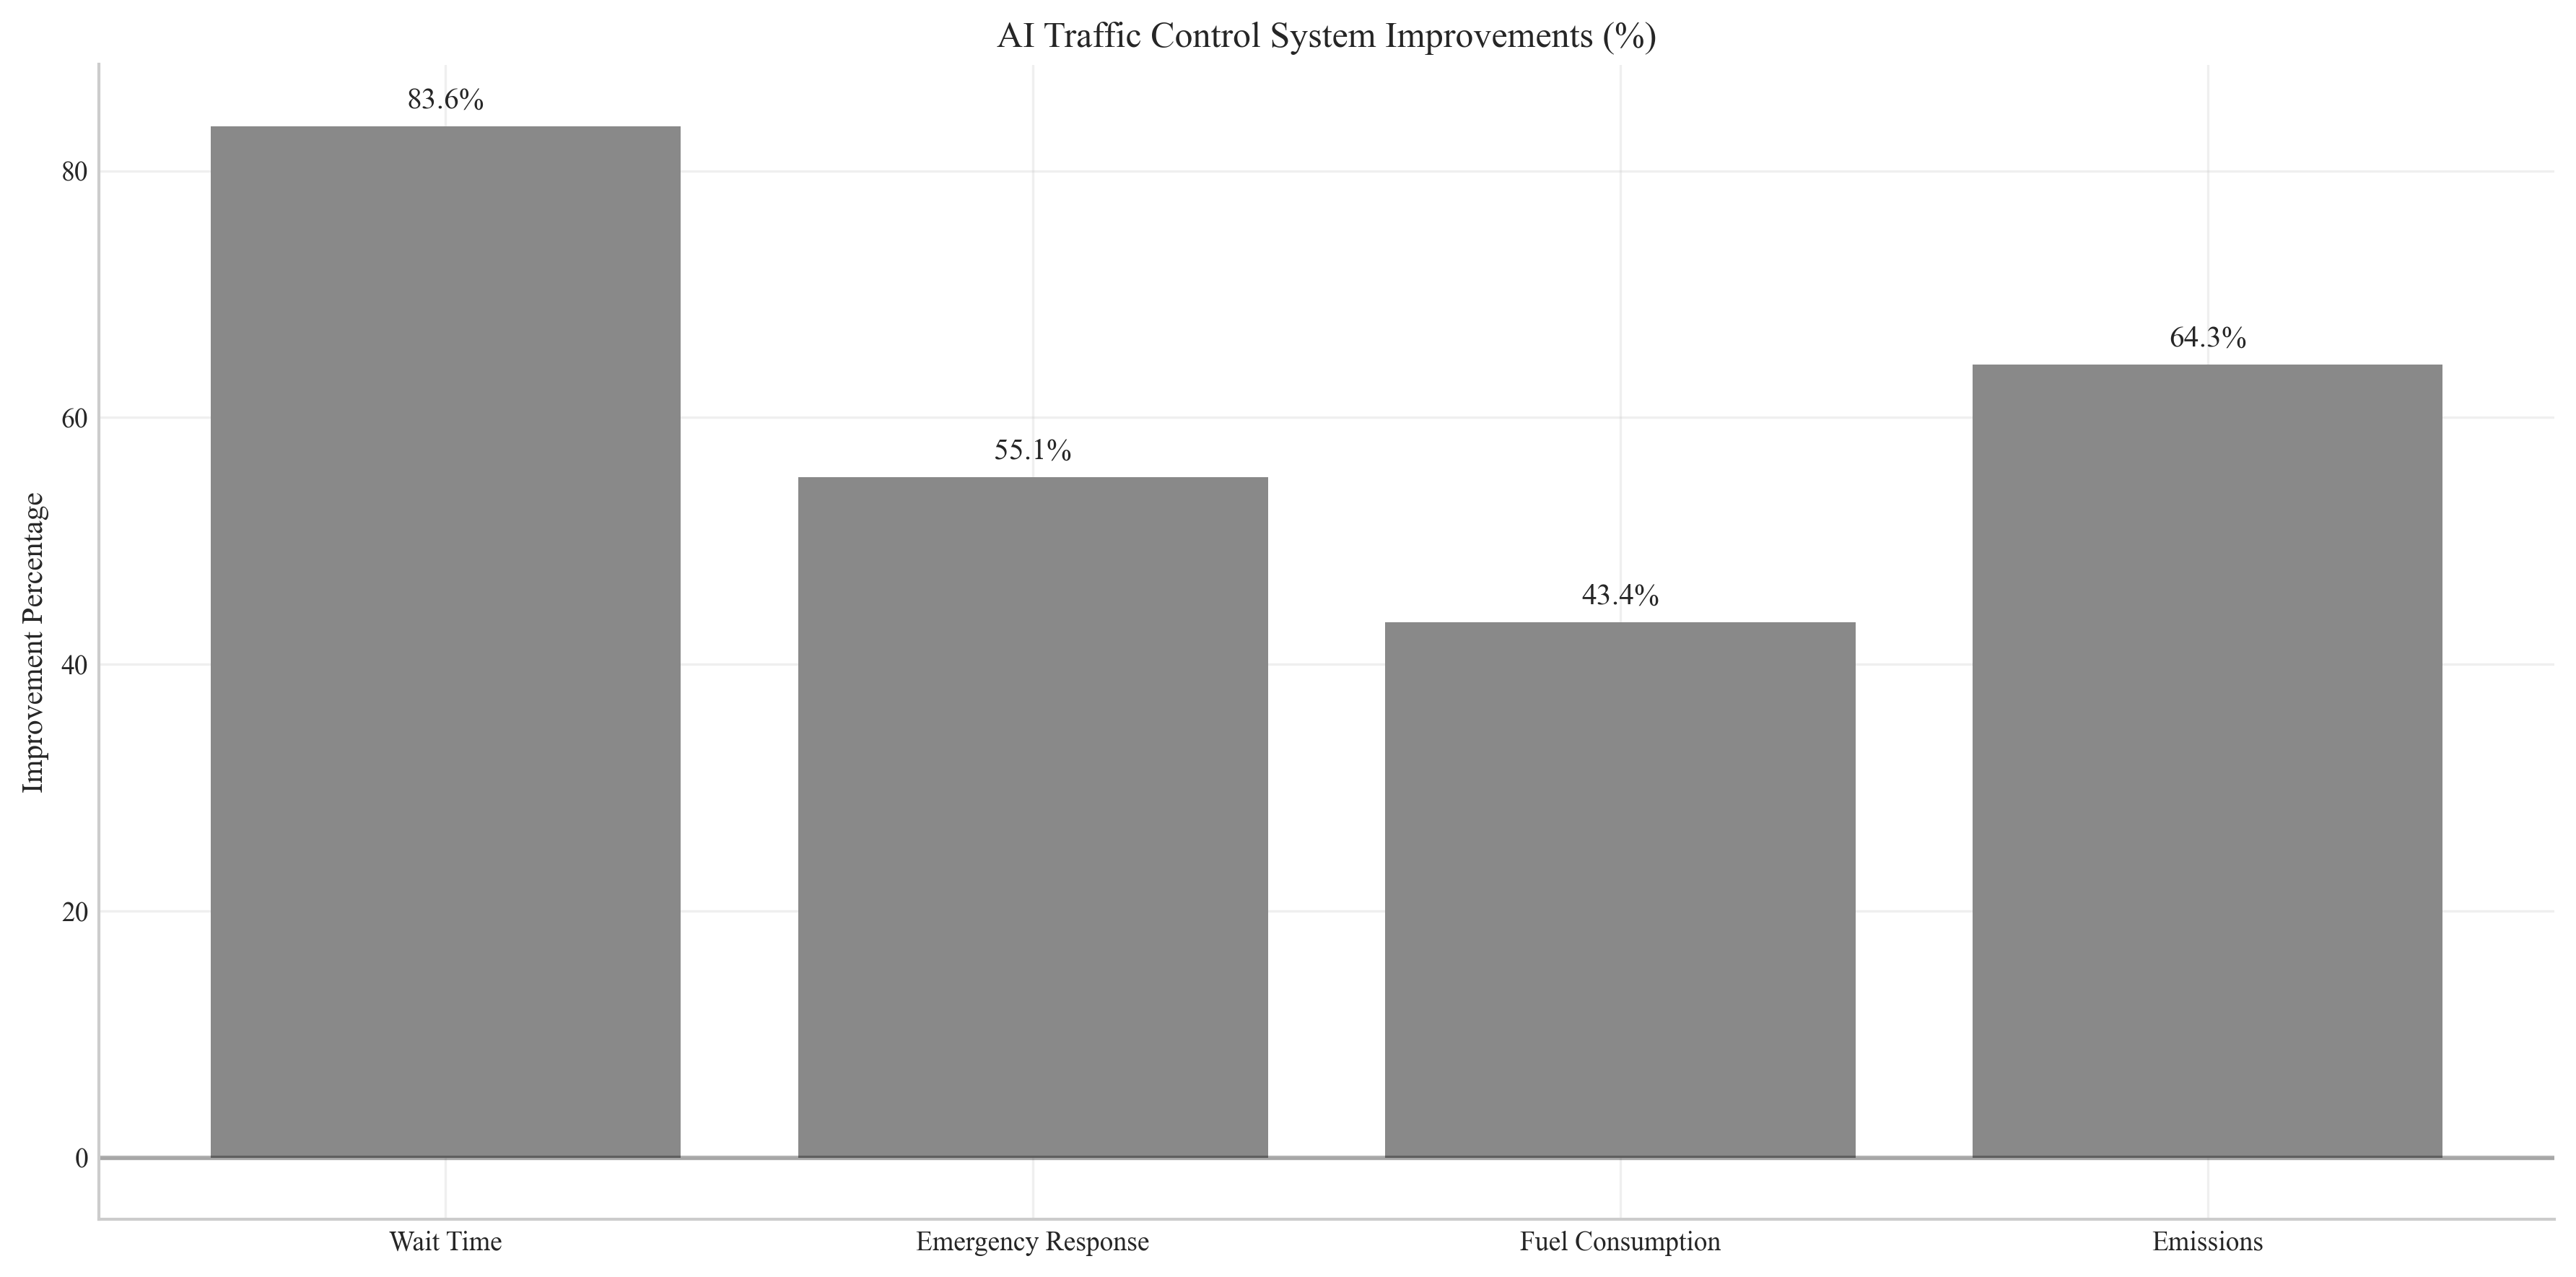 AI Traffic Control System Improvements (%)
83.6%
80
64.3%
60
55.1%
43.4%
Improvement Percentage
40
20
0
Wait Time
Emergency Response
Fuel Consumption
Emissions